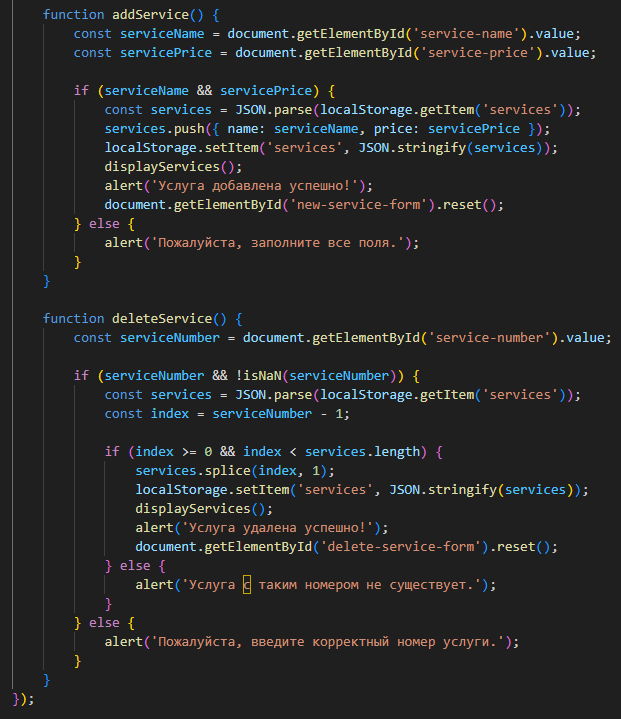 function addService() {
const serviceName = document.getElementById('service-name').value;
const servicePrice = document.getElementById('service-price').value;
if (serviceName && servicePrice) {
const services = JSON.parse(localStorage.getItem('services'));
services.push({ name: serviceName, price: servicePrice });
localStorage.setItem('services', JSON.stringify(services));
displayServices();
alert('Услуга добавлена успешно!');
document.getElementById('new-service-form').reset();
} else {
alert('Пожалуйста, заполните все поля.');
}
}
function deleteService() {
const serviceNumber = document.getElementById('service-number').value;
if (serviceNumber && !isNaN(serviceNumber)) {
const services = JSON.parse(localStorage.getItem('services'));
const index = serviceNumber - 1;
if (index >= 0 && index < services.length) {
services.splice(index, 1);
localStorage.setItem('services', JSON.stringify(services));
displayServices();
alert('Услуга удалена успешно!');
document.getElementById('delete-service-form').reset();
} else {
alert('Услуга с таким номером не существует.');
}
} else {
alert('Пожалуйста, введите корректный номер услуги.');
}
}
});